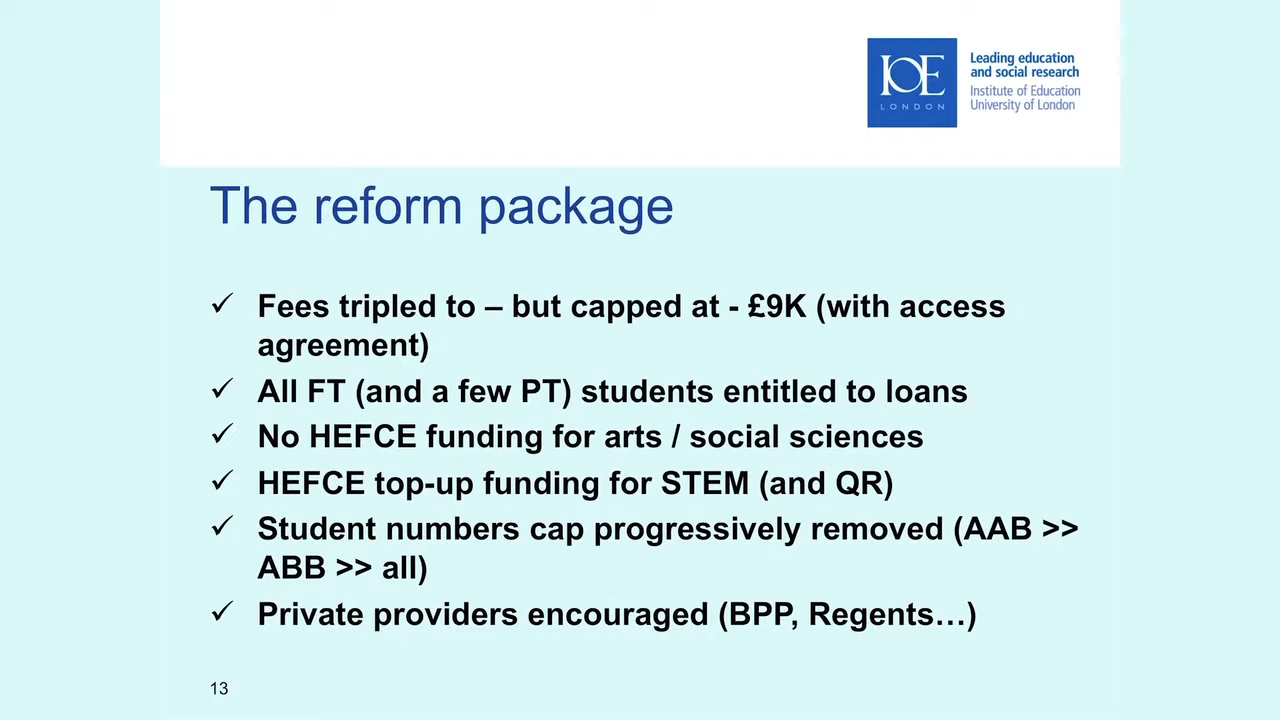 IOE
LONDON
Leading education
and social research
Institute of Education
University of London
The reform package
✓ Fees tripled to – but capped at - £9K (with access
agreement)
✓ All FT (and a few PT) students entitled to loans
✓ No HEFCE funding for arts / social sciences
✓ HEFCE top-up funding for STEM (and QR)
✓ Student numbers cap progressively removed (AAB >>
ABB >> all)
✓ Private providers encouraged (BPP, Regents…)
13